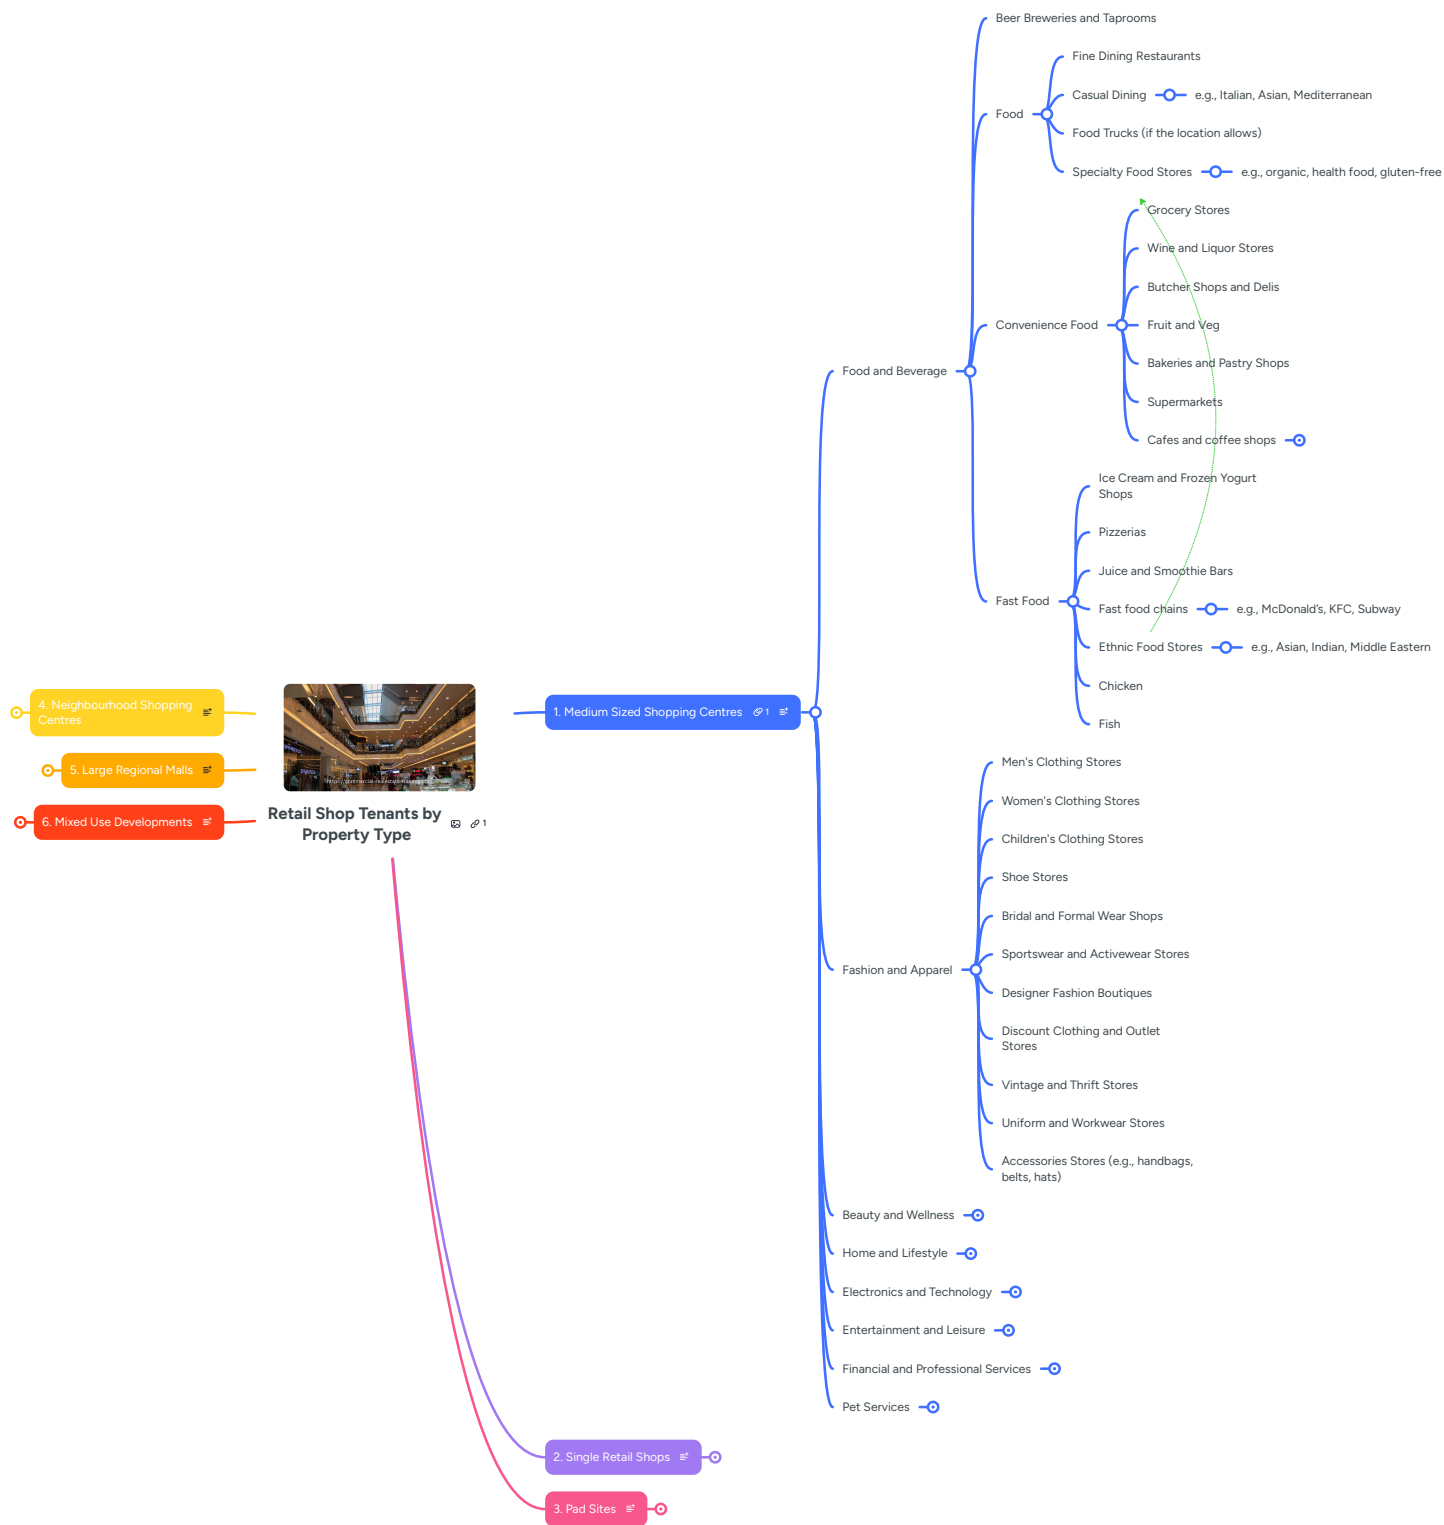 Beer Breweries and Taprooms
Fine Dining Restaurants
Casual Dining
e.g., Italian, Asian, Mediterranean
Food
Food Trucks (if the location allows)
Specialty Food Stores
e.g., organic, health food, gluten-free
Grocery Stores
Wine and Liquor Stores
Butcher Shops and Delis
Convenience Food
Fruit and Veg
Bakeries and Pastry Shops
Supermarkets
Cafes and coffee shops
Food and Beverage
Ice Cream and Frozen Yogurt
Shops
Pizzerias
Juice and Smoothie Bars
Fast Food
Fast food chains
e.g., McDonald's, KFC, Subway
Ethnic Food Stores
e.g., Asian, Indian, Middle Eastern
Chicken
Fish
4. Neighbourhood Shopping
Centres
5. Large Regional Malls
6. Mixed Use Developments
Retail Shop Tenants by
Property Type
1
1. Medium Sized Shopping Centres
1
Men's Clothing Stores
Women's Clothing Stores
Children's Clothing Stores
Shoe Stores
Bridal and Formal Wear Shops
Sportswear and Activewear Stores
Fashion and Apparel
Designer Fashion Boutiques
Discount Clothing and Outlet
Stores
Vintage and Thrift Stores
Uniform and Workwear Stores
Accessories Stores (e.g., handbags,
belts, hats)
Beauty and Wellness
Home and Lifestyle
Electronics and Technology
Entertainment and Leisure
Financial and Professional Services
Pet Services
2. Single Retail Shops
3. Pad Sites